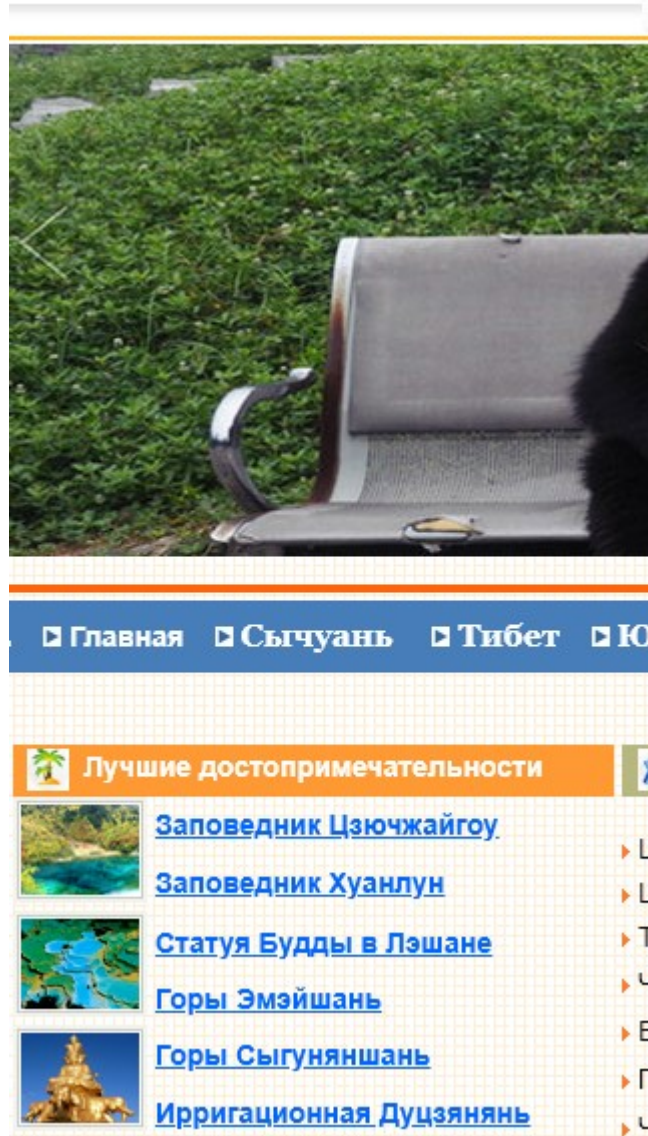 Главная Сычуань Тибет
Лучшие достопримечательности
Заповедник Цзючжайгоу
Заповедник Хуанлун
Статуя Будды в Лэшане
Горы Эмэйшань
Горы Сыгуняншань
Ирригационная Дуцзянянь